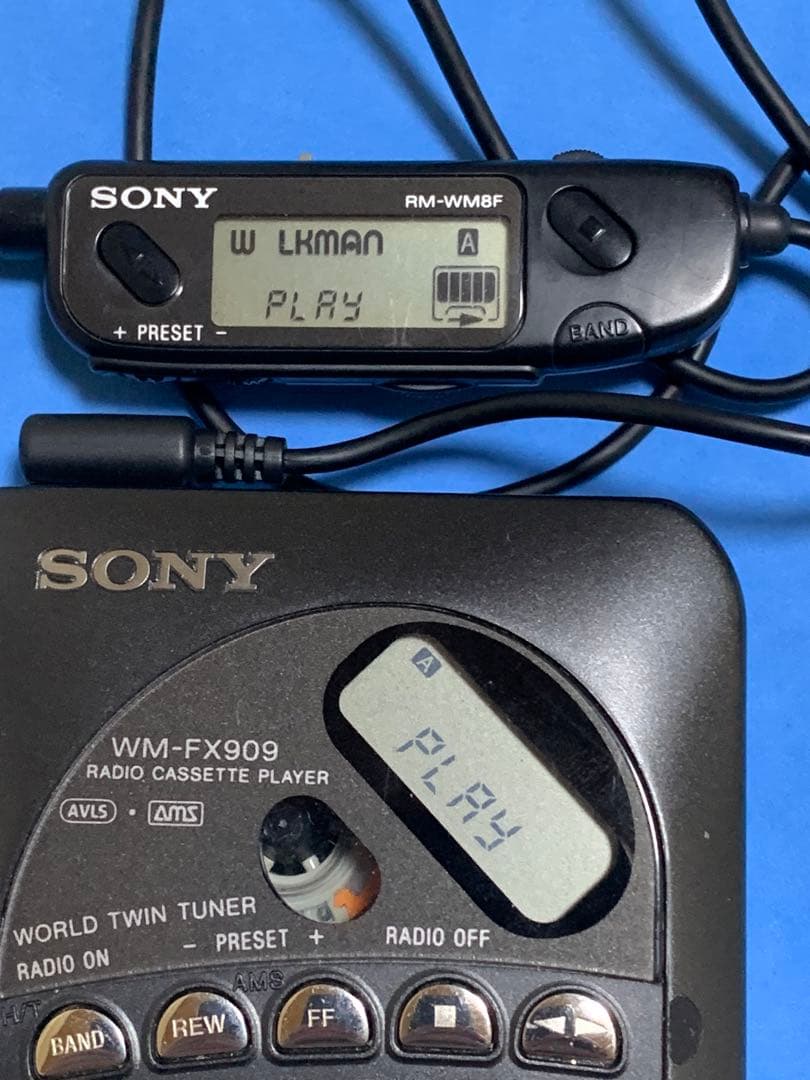 SONY
RM-WM8F
W LKMAN A
PLAY
+ PRESET -
BAND
SONY
A
PLAY
WM-FX909
RADIO CASSETTE PLAYER
AVLS • AMS
WORLD TWIN TUNER
RADIO ON
- PRESET +
RADIO OFF
AMS
H/T
BAND
REW
FF